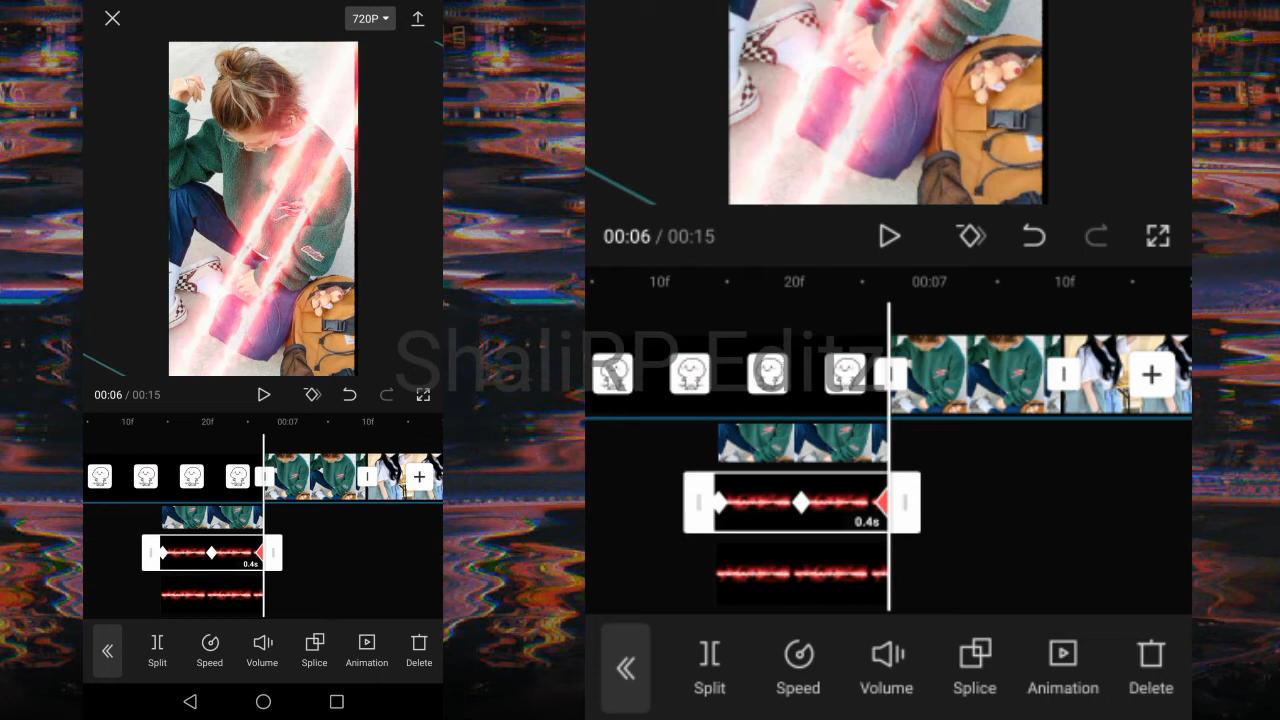 720P
00:06 / 00:15
10f 20f 00:07 10f
0.4s
Split Speed Volume Splice Animation Delete
ShaliRP Editz
00:06 / 00:15
10f 20f 00:07 10f
0.4s
Split Speed Volume Splice Animation Delete